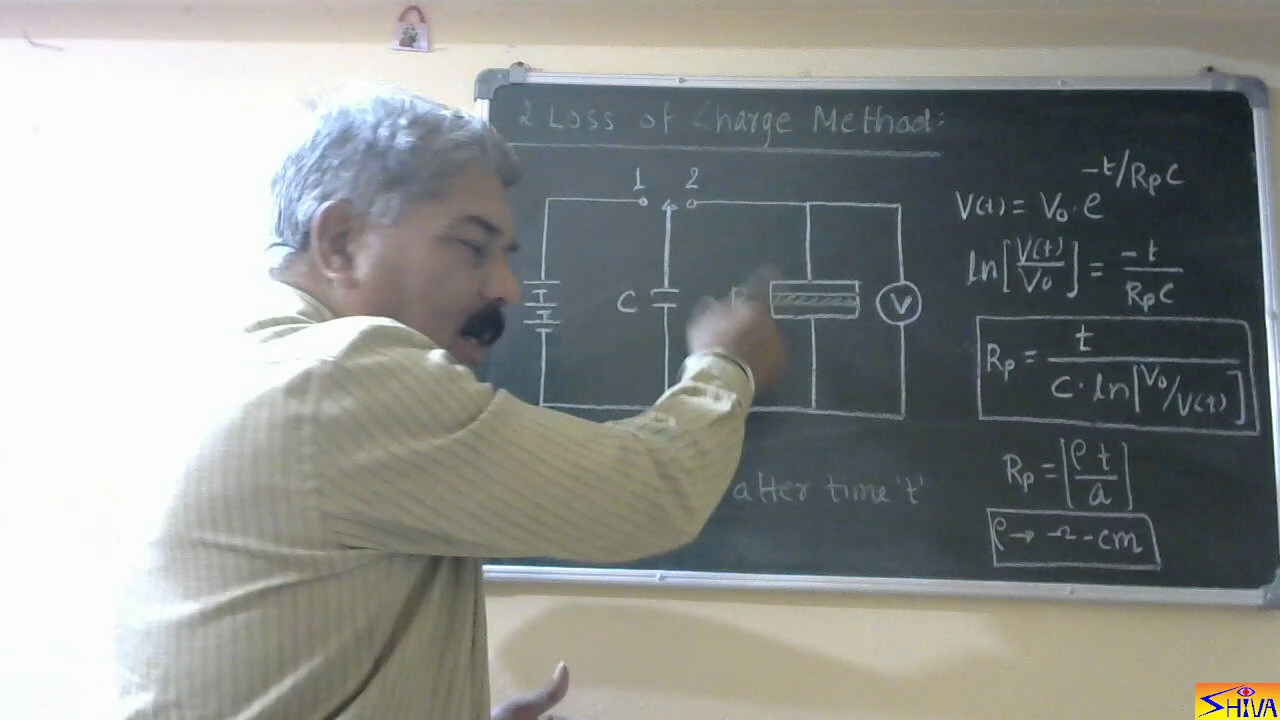 2 Loss of Charge Method:
1 2
C
V
V(t) = V₀ · e^(-t/RpC)
ln[V(t)/V₀] = -t/RpC
Rp = t/(C · ln[V₀/V(t)])
after time 't'
Rp = [ρt/a]
ρ → Ω-cm
SHIVA